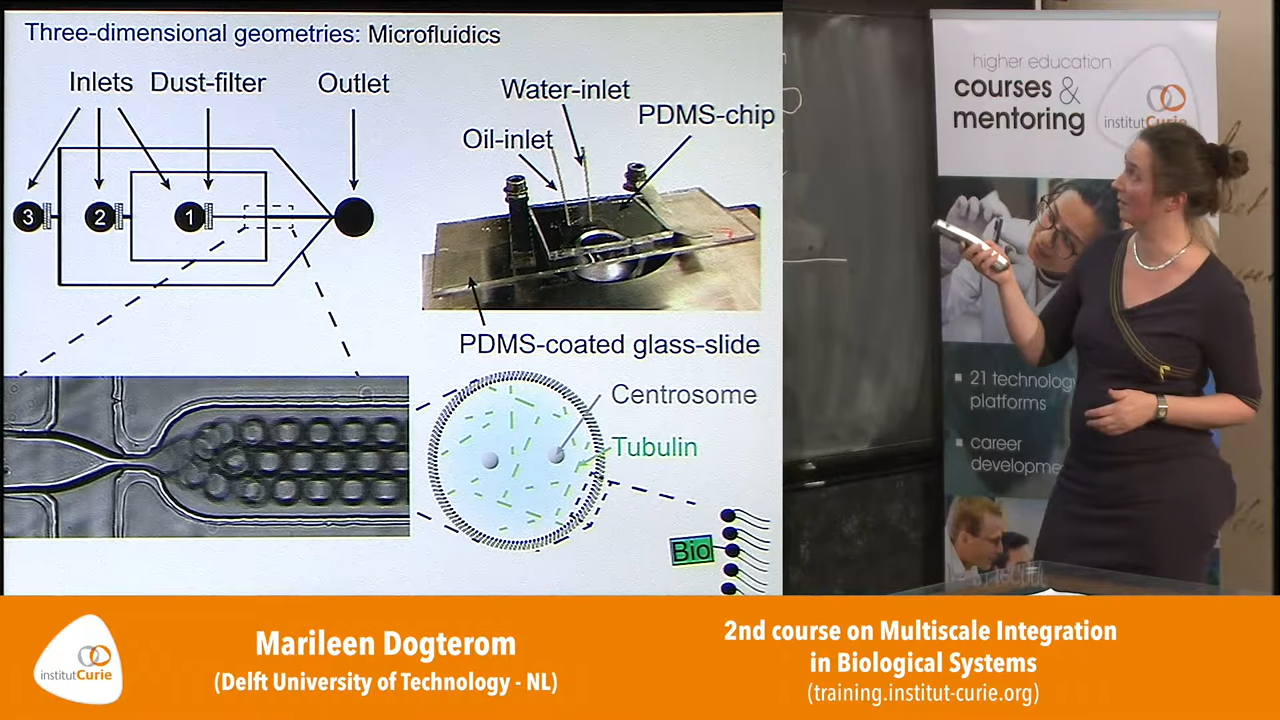 Three-dimensional geometries: Microfluidics
Inlets Dust-filter Outlet
3 2 1
Water-inlet
PDMS-chip
Oil-inlet
PDMS-coated glass-slide
Centrosome
Tubulin
Bio
higher education
courses &
mentoring
institutCurie
21 technology
platforms
career
developme
institutCurie
Marileen Dogterom
(Delft University of Technology - NL)
2nd course on Multiscale Integration
in Biological Systems
(training.institut-curie.org)